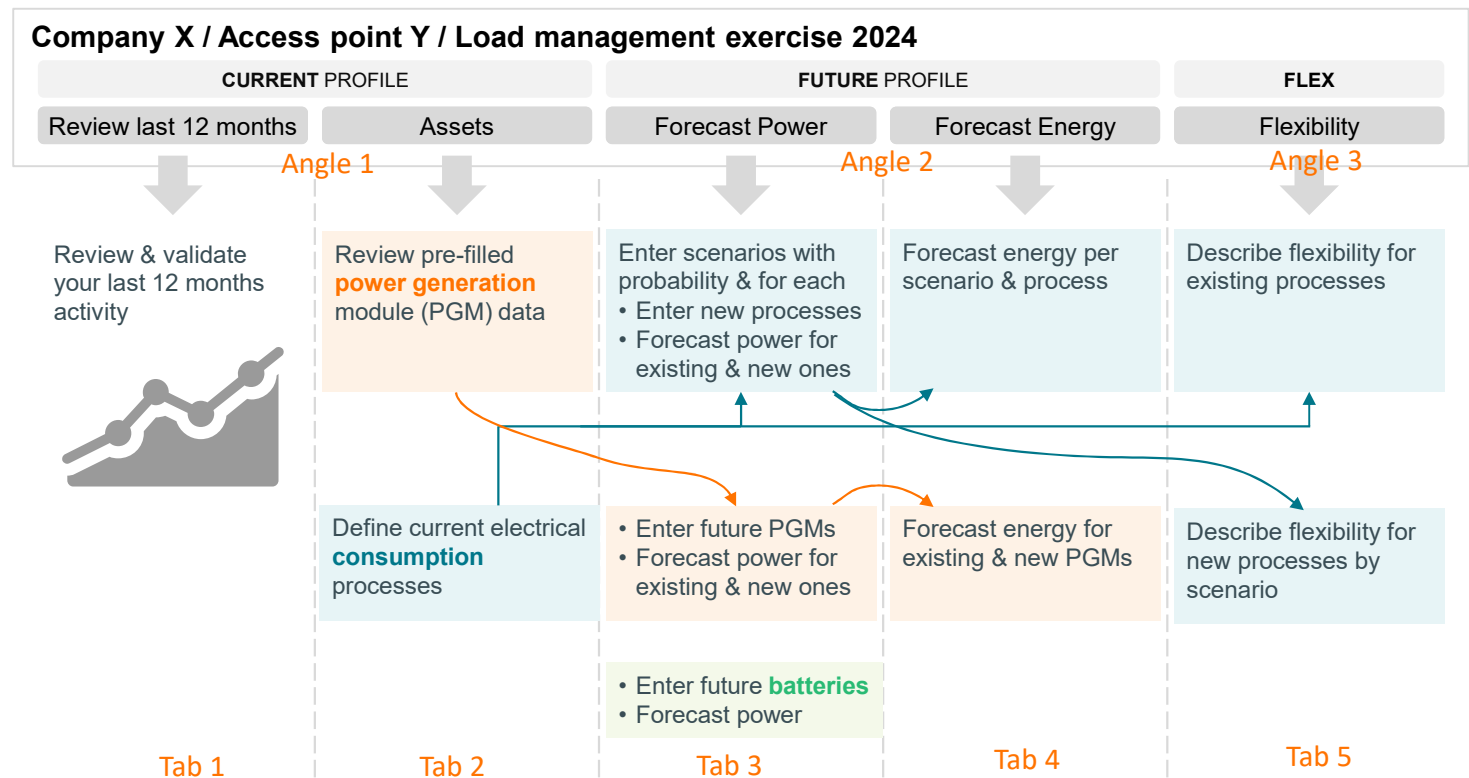 Company X / Access point Y / Load management exercise 2024
CURRENT PROFILE
FUTURE PROFILE
FLEX
Review last 12 months
Assets
Forecast Power
Forecast Energy
Flexibility
Angle 1
Angle 2
Angle 3
Review & validate
your last 12 months
activity
Review pre-filled
power generation
module (PGM) data
Enter scenarios with
probability & for each
• Enter new processes
• Forecast power for
existing & new ones
Forecast energy per
scenario & process
Describe flexibility for
existing processes
Define current electrical
consumption
processes
• Enter future PGMs
• Forecast power for
existing & new ones
Forecast energy for
existing & new PGMs
Describe flexibility for
new processes by
scenario
• Enter future batteries
• Forecast power
Tab 1
Tab 2
Tab 3
Tab 4
Tab 5